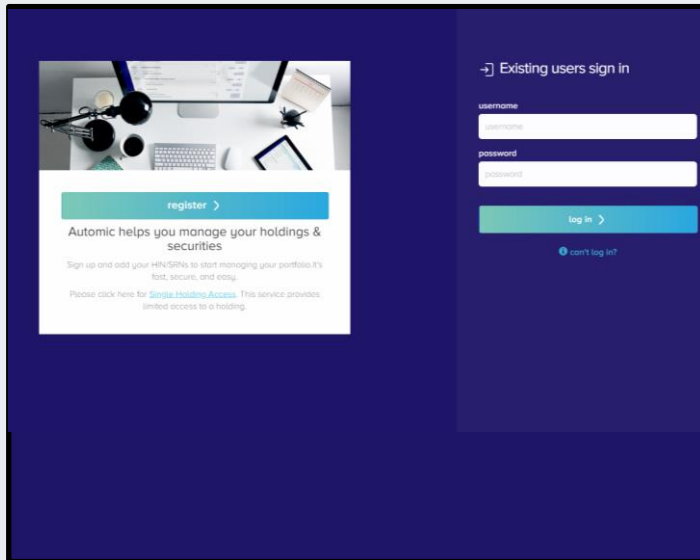 register >
Automic helps you manage your holdings &
securities
Sign up and add your HIN/SRNs to start managing your portfolio.It's
fast, secure, and easy.
Please click here for Single Holding Access. This service provides
limited access to a holding.
Existing users sign in
username
username
password
password
log in >
can't log in?